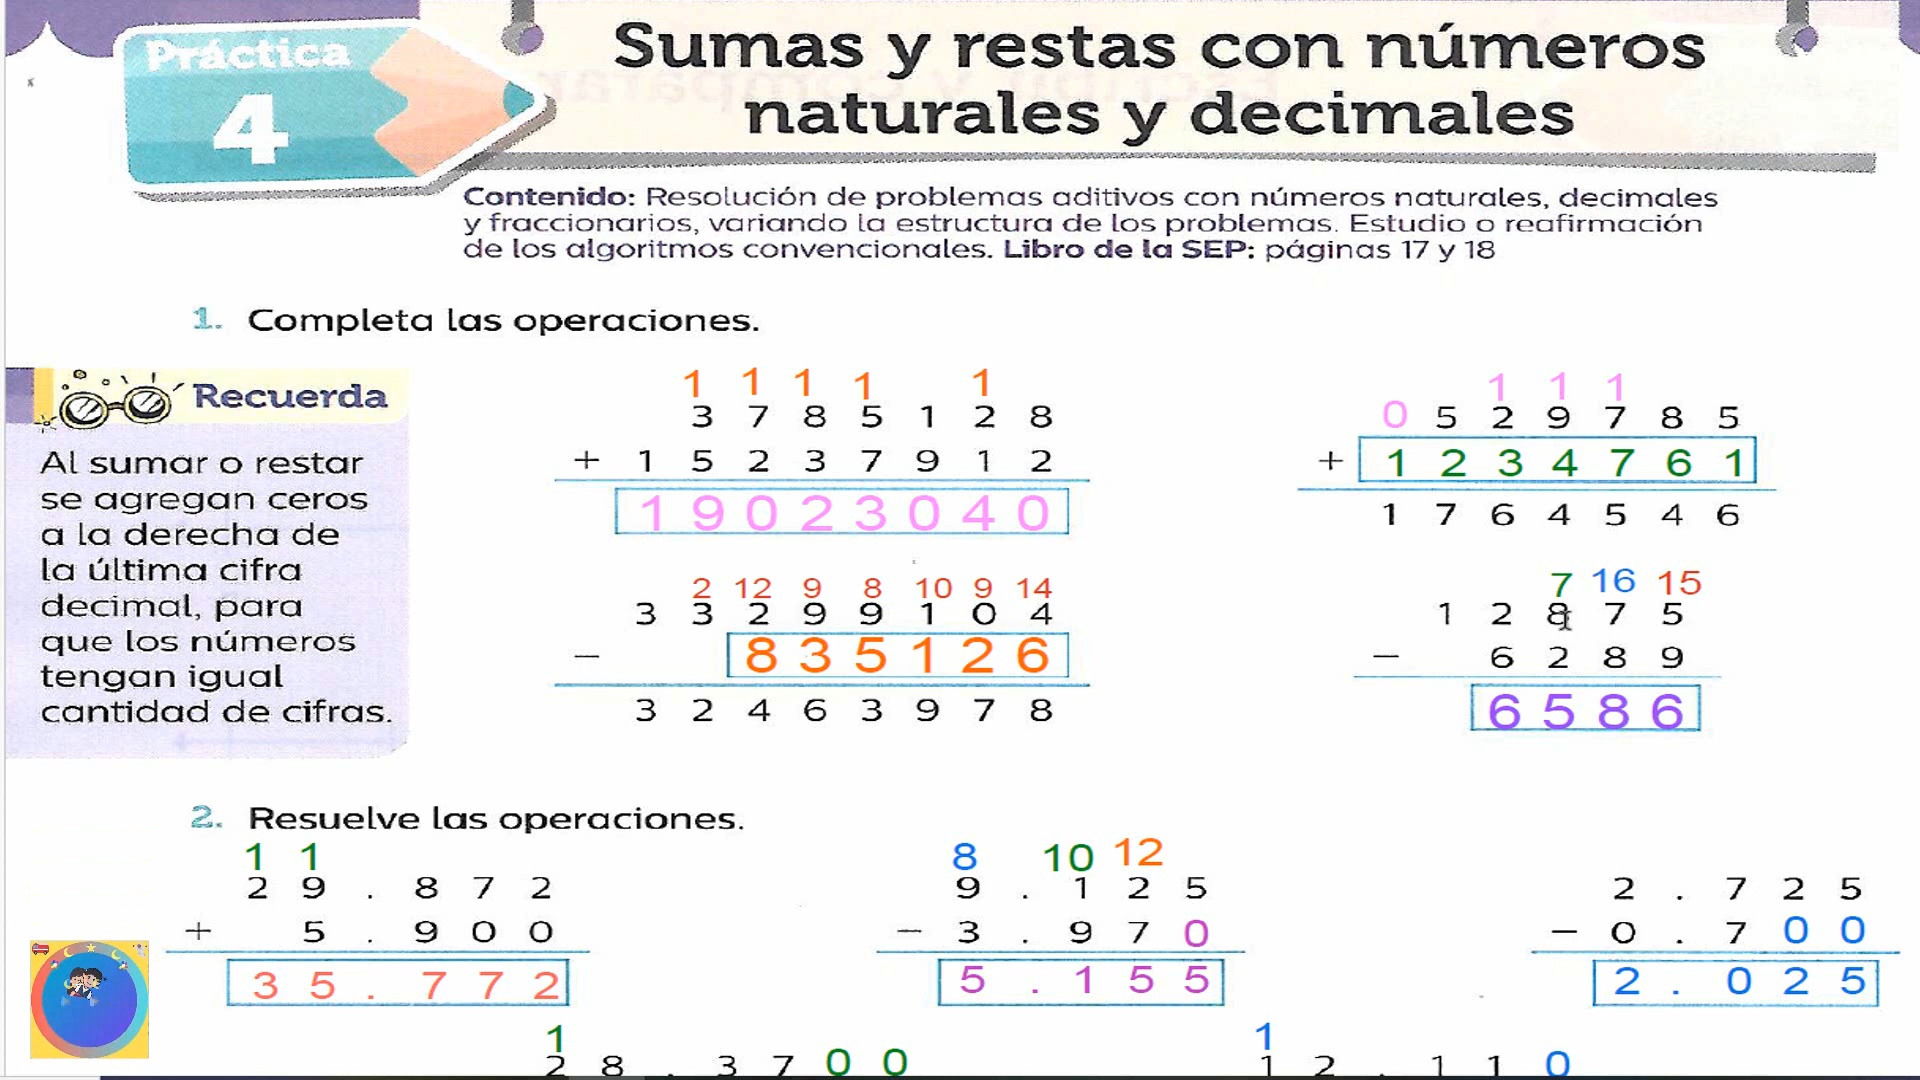 Práctica
4
Sumas y restas con números
naturales y decimales
Contenido: Resolución de problemas aditivos con números naturales, decimales
y fraccionarios, variando la estructura de los problemas. Estudio o reafirmación
de los algoritmos convencionales. Libro de la SEP: páginas 17 y 18
1. Completa las operaciones.
Recuerda
Al sumar o restar
se agregan ceros
a la derecha de
la última cifra
decimal, para
que los números
tengan igual
cantidad de cifras.
1 1 1 1 1
3 7 8 5 1 2 8
+ 1 5 2 3 7 9 1 2
1 9 0 2 3 0 4 0
1 1 1
0 5 2 9 7 8 5
+ 1 2 3 4 7 6 1
1 7 6 4 5 4 6
2 12 9 8 10 9 14
3 3 2 9 9 1 0 4
− 8 3 5 1 2 6
3 2 4 6 3 9 7 8
7 16 15
1 2 8 7 5
− 6 2 8 9
6 5 8 6
2. Resuelve las operaciones.
1 1
2 9 . 8 7 2
+ 5 . 9 0 0
3 5 . 7 7 2
8 10 12
9 . 1 2 5
− 3 . 9 7 0
5 . 1 5 5
2 . 7 2 5
− 0 . 7 0 0
2 . 0 2 5
1
2 8 . 3 7 0 0
1
1 2 . 1 1 0